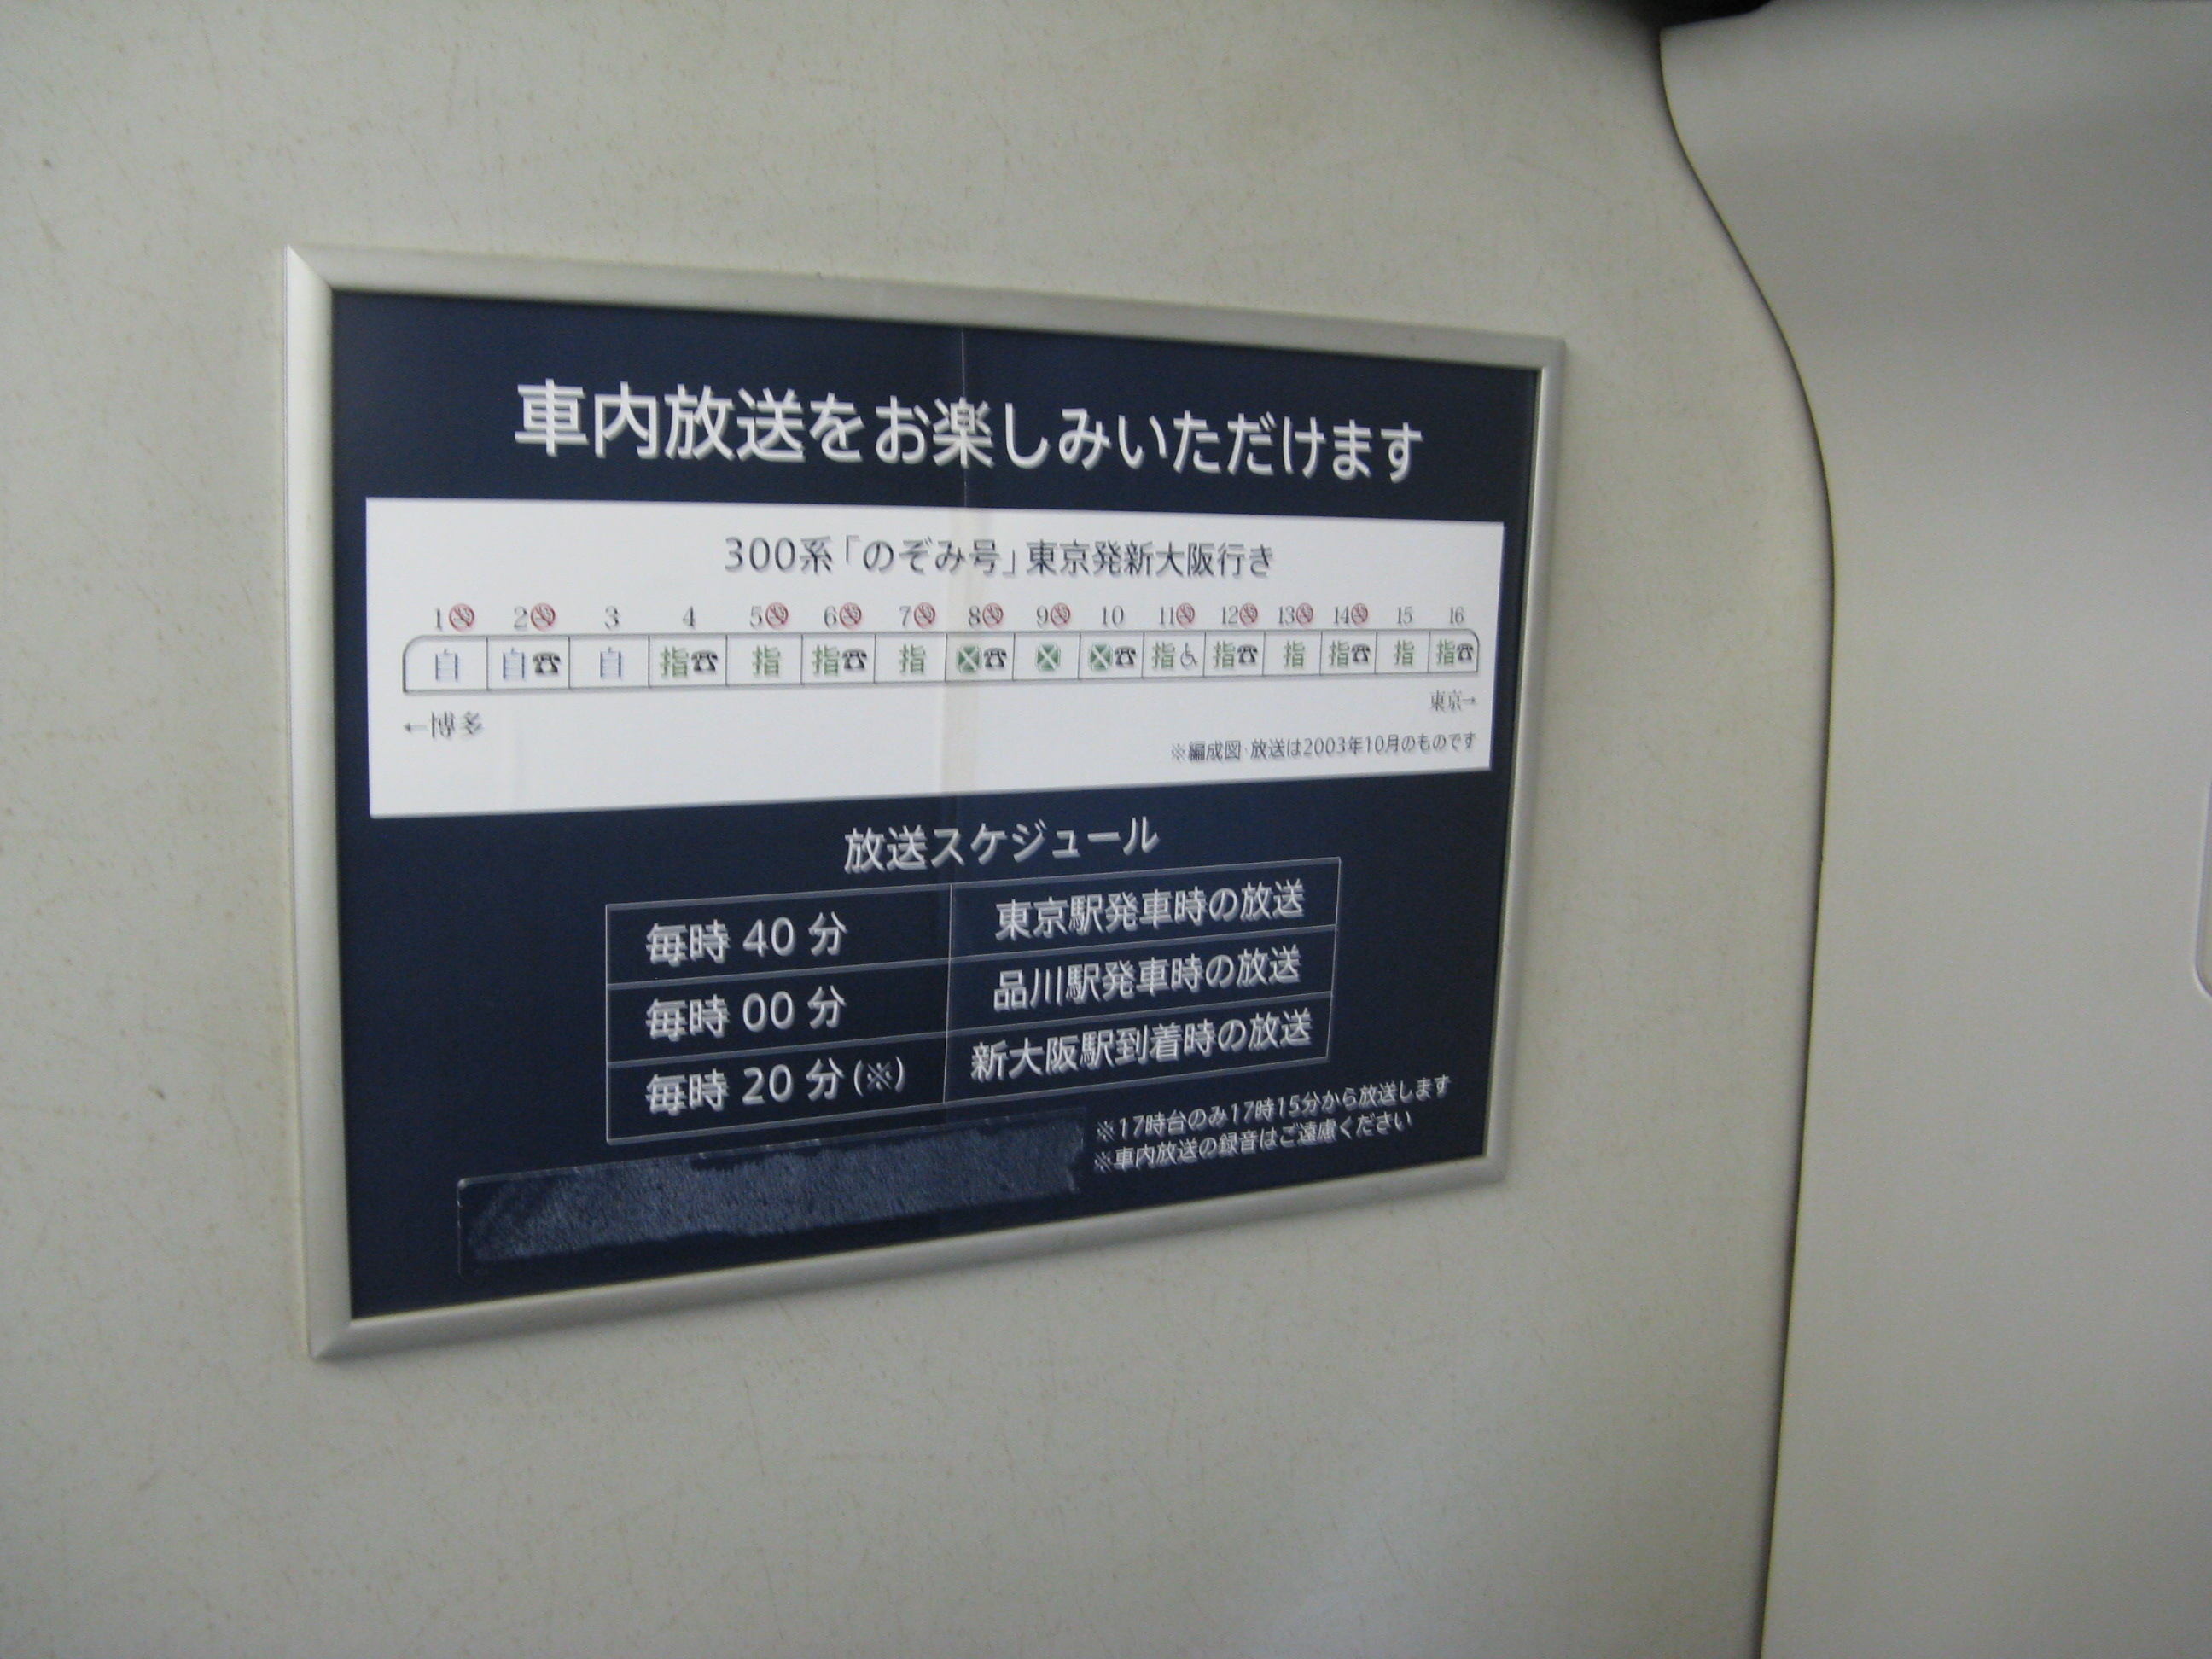 車内放送をお楽しみいただけます
300系「のぞみ号」東京発新大阪行き
1 2 3 4 5 6 7 8 9 10 11 12 13 14 15 16
自 自☎ 自 指☎ 指 指☎ 指 ☎ ☎ 指♿ 指☎ 指 指☎ 指 指☎
←博多
東京→
※編成図・放送は2003年10月のものです
放送スケジュール
毎時 40 分 東京駅発車時の放送
毎時 00 分 品川駅発車時の放送
毎時 20 分(※) 新大阪駅到着時の放送
※17時台のみ17時15分から放送します
※車内放送の録音はご遠慮ください